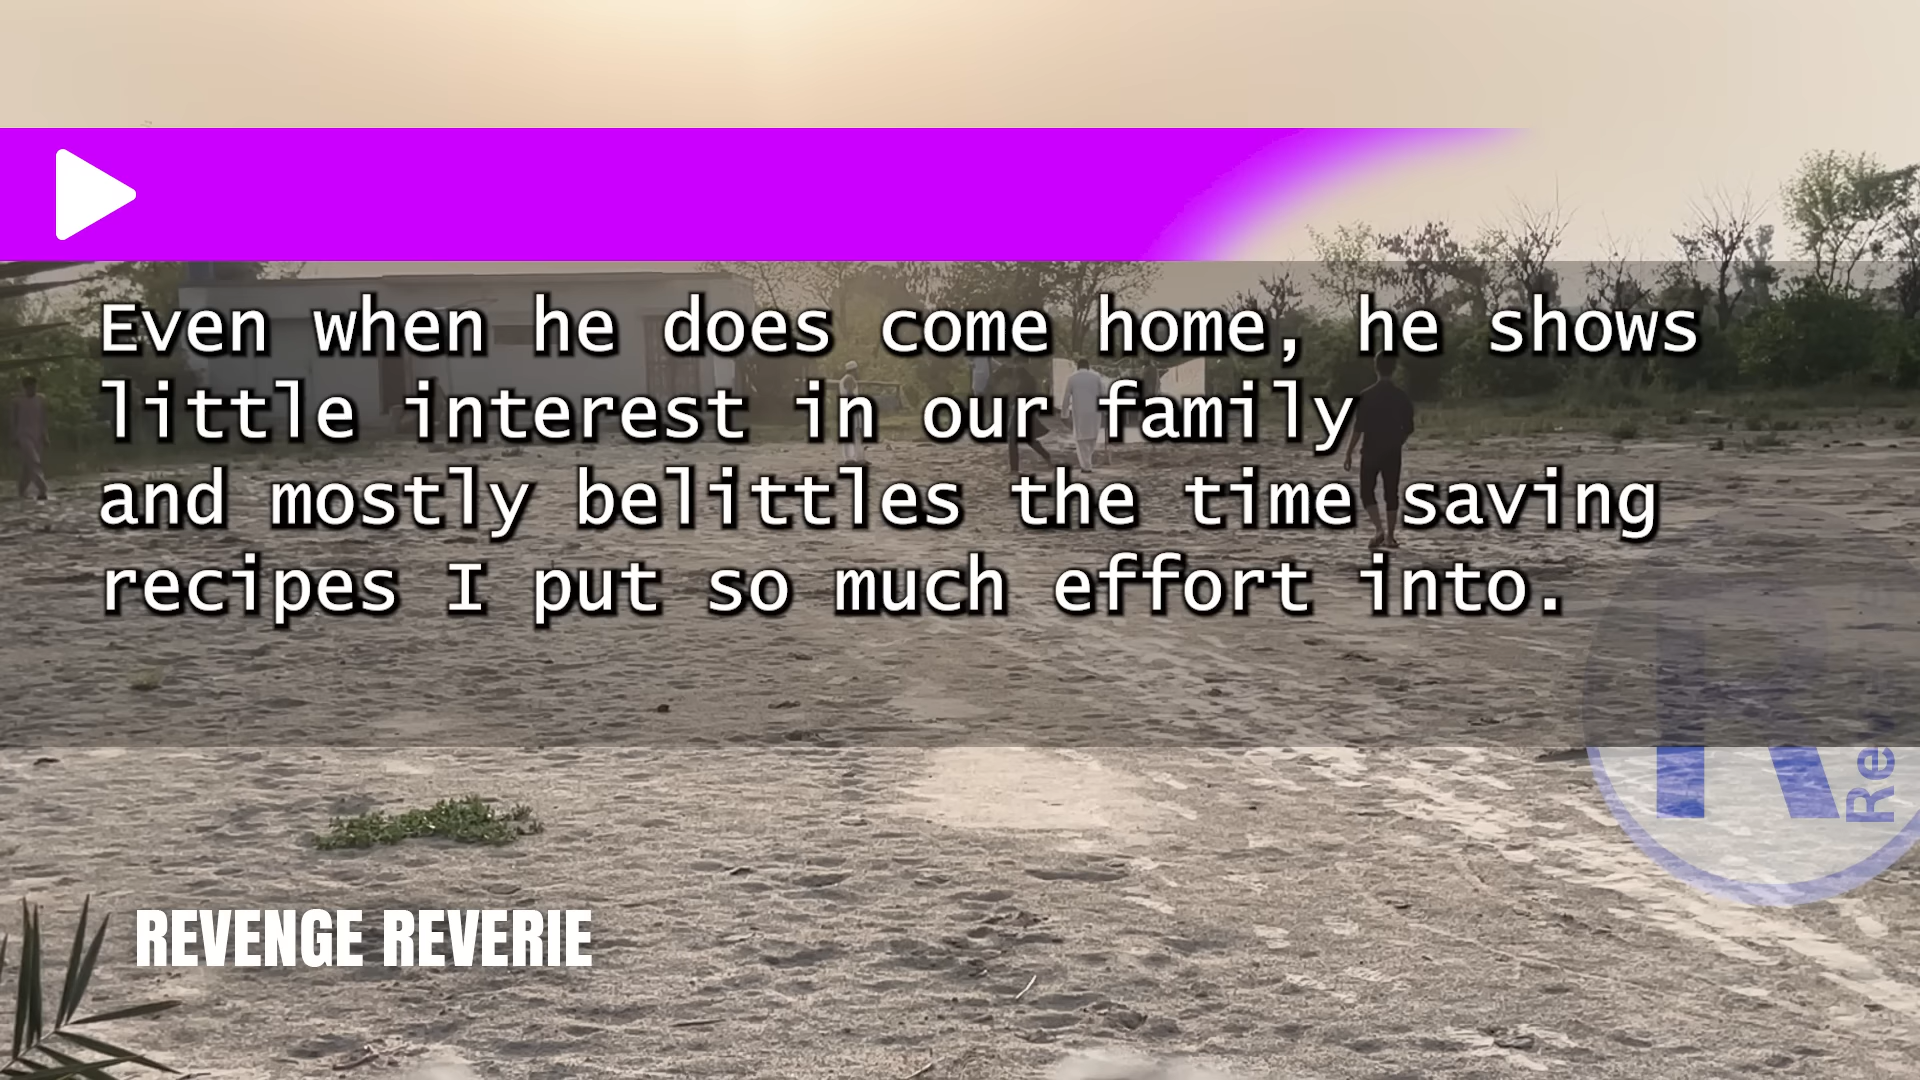 Even when he does come home, he shows
little interest in our family
and mostly belittles the time saving
recipes I put so much effort into.
R
Re
REVENGE REVERIE